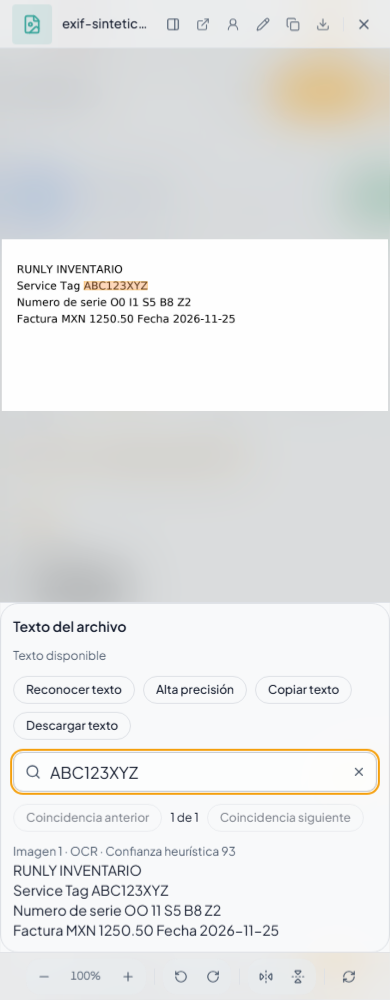 exif-sintetic...
RUNLY INVENTARIO
Service Tag ABC123XYZ
Numero de serie O0 I1 S5 B8 Z2
Factura MXN 1250.50 Fecha 2026-11-25
Texto del archivo
Texto disponible
Reconocer texto
Alta precisión
Copiar texto
Descargar texto
ABC123XYZ
Coincidencia anterior
1 de 1
Coincidencia siguiente
Imagen 1 · OCR · Confianza heurística 93
RUNLY INVENTARIO
Service Tag ABC123XYZ
Numero de serie OO 11 S5 B8 Z2
Factura MXN 1250.50 Fecha 2026-11-25
100%